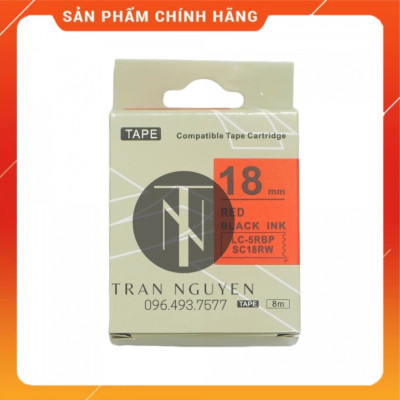 SẢN PHẨM CHÍNH HÃNG
TAPE
Compatible Tape Cartridge
18 mm
RED
BLACK INK
LC-5RBP
SC18RW
TN
TRAN NGUYEN
096.493.7577
TAPE 8m